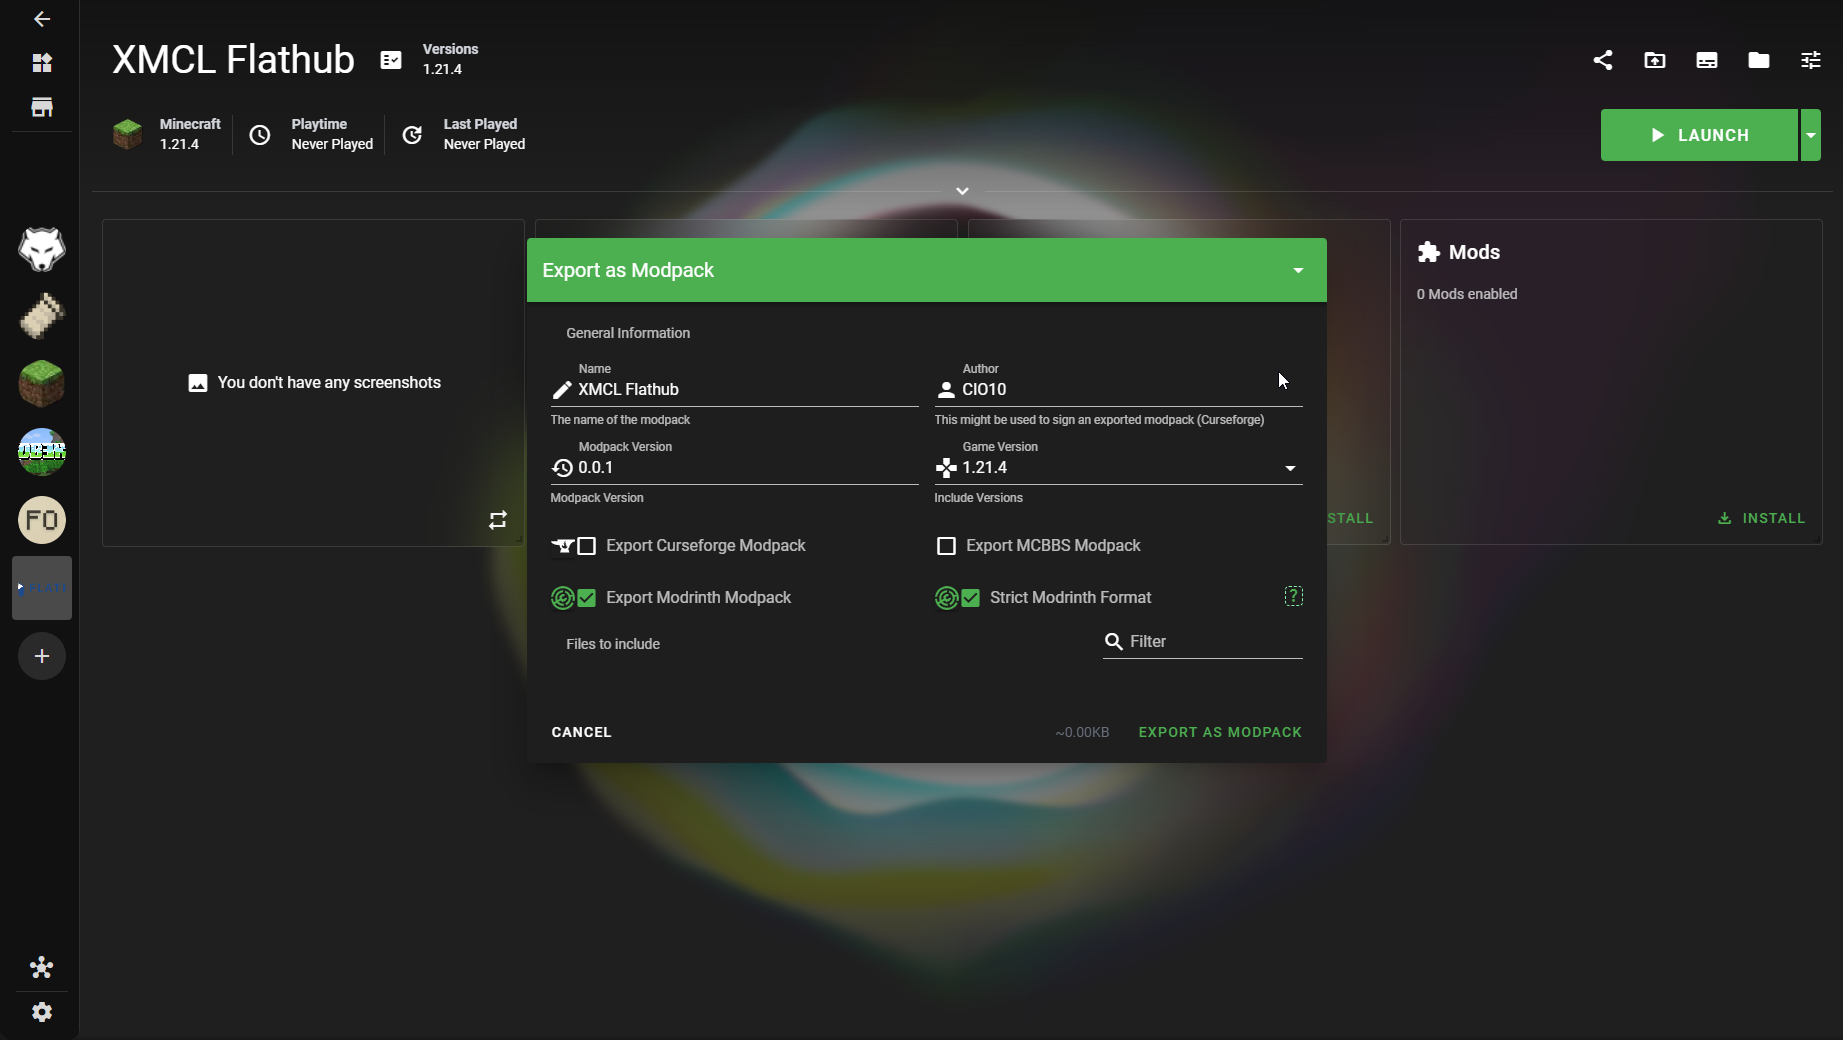 XMCL Flathub
Versions
1.21.4
Minecraft
1.21.4
Playtime
Never Played
Last Played
Never Played
LAUNCH
You don't have any screenshots
Export as Modpack
General Information
Name
XMCL Flathub
The name of the modpack
Author
CIO10
This might be used to sign an exported modpack (Curseforge)
Modpack Version
0.0.1
Modpack Version
Game Version
1.21.4
Include Versions
Export Curseforge Modpack
Export MCBBS Modpack
Export Modrinth Modpack
Strict Modrinth Format
?
Files to include
Filter
CANCEL
~0.00KB
EXPORT AS MODPACK
STALL
Mods
0 Mods enabled
INSTALL
FO